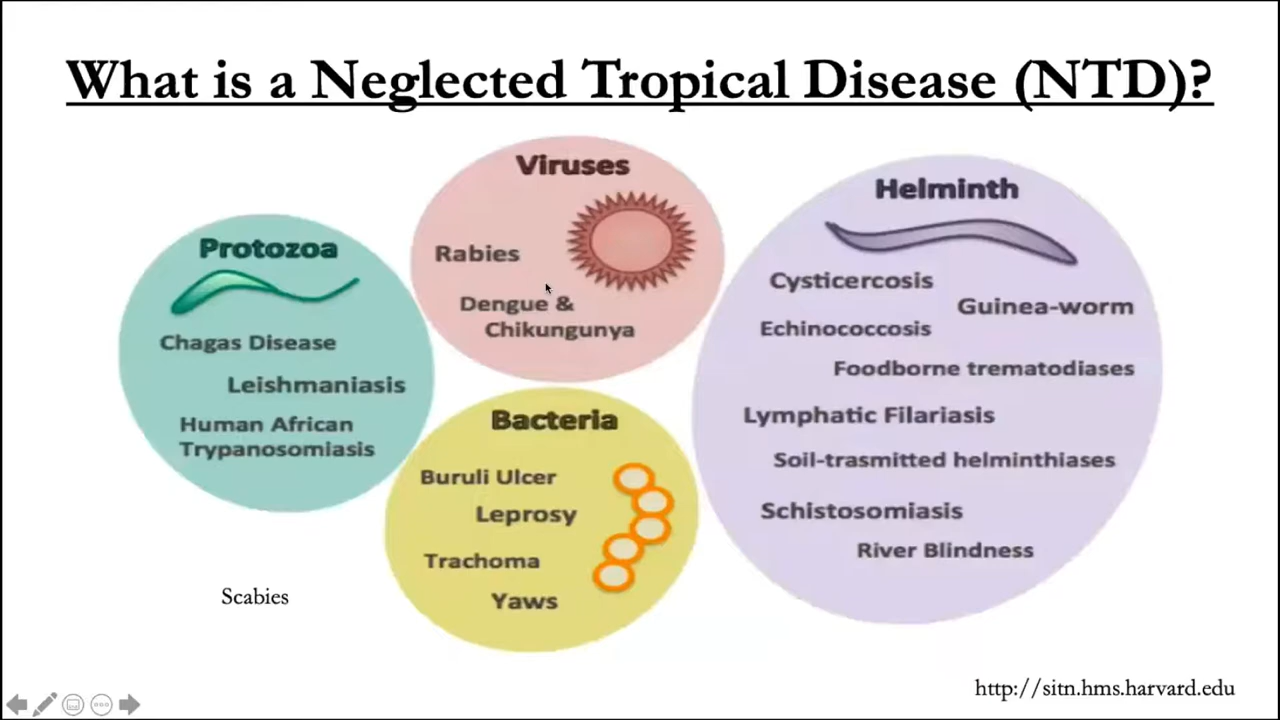 What is a Neglected Tropical Disease (NTD)?
Protozoa
Chagas Disease
Leishmaniasis
Human African
Trypanosomiasis
Viruses
Rabies
Dengue &
Chikungunya
Bacteria
Buruli Ulcer
Leprosy
Trachoma
Yaws
Helminth
Cysticercosis
Guinea-worm
Echinococcosis
Foodborne trematodiases
Lymphatic Filariasis
Soil-trasmitted helminthiases
Schistosomiasis
River Blindness
Scabies
http://sitn.hms.harvard.edu